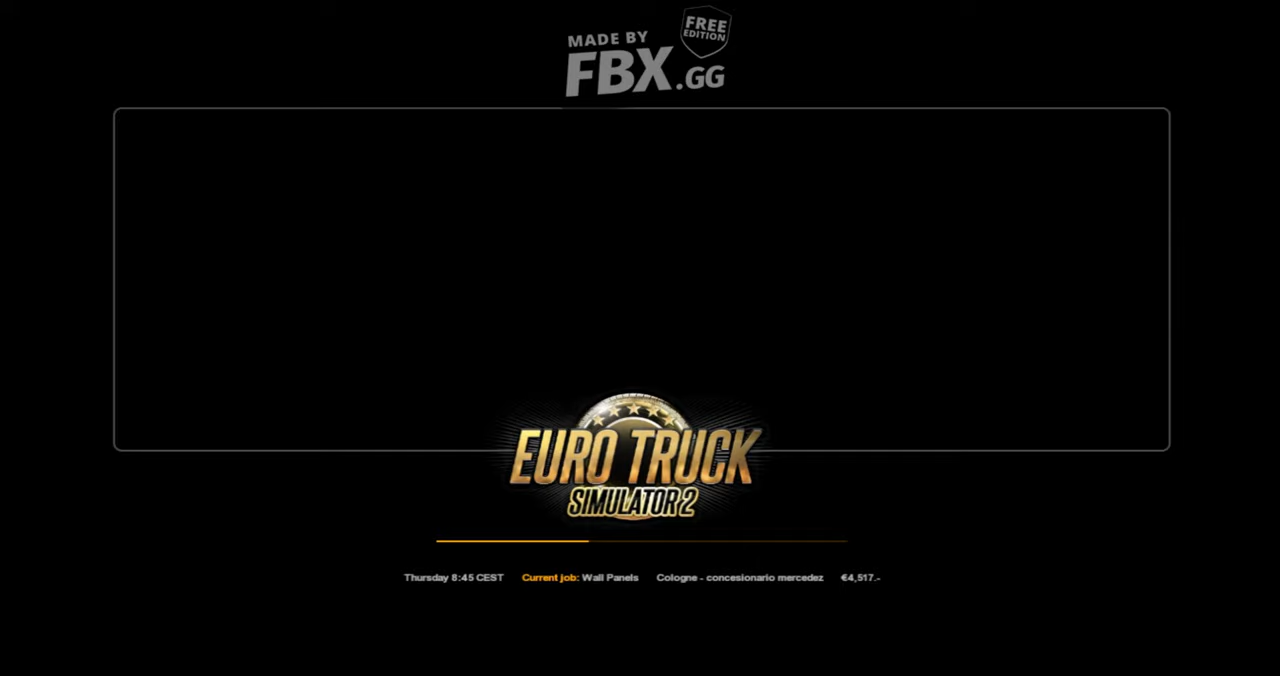 MADE BY
FREE
EDITION
FBX.GG
EURO TRUCK
SIMULATOR 2
Thursday 8:45 CEST Current job: Wall Panels Cologne - concesionario mercedez €4,517.-